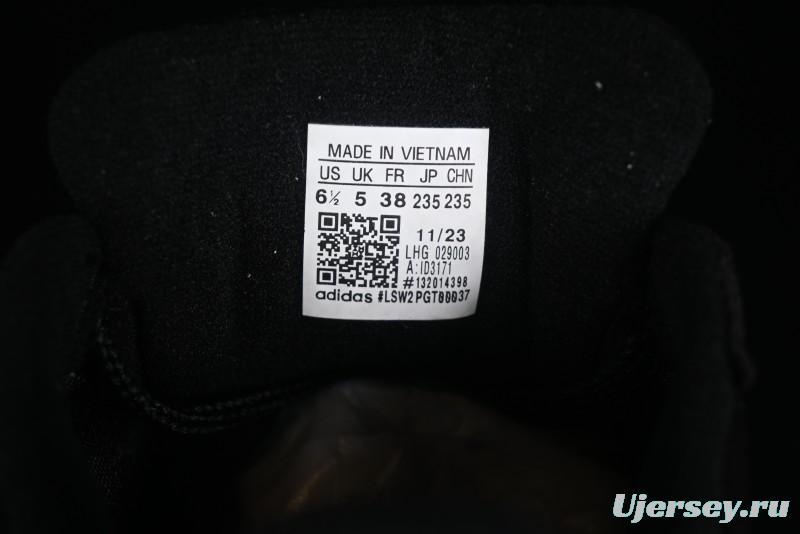 MADE IN VIETNAM
US UK FR JP CHN
6½ 5 38 235 235
11/23
LHG 029003
A:ID3171
#132014398
adidas #LSW2PGT80037
Ujersey.ru